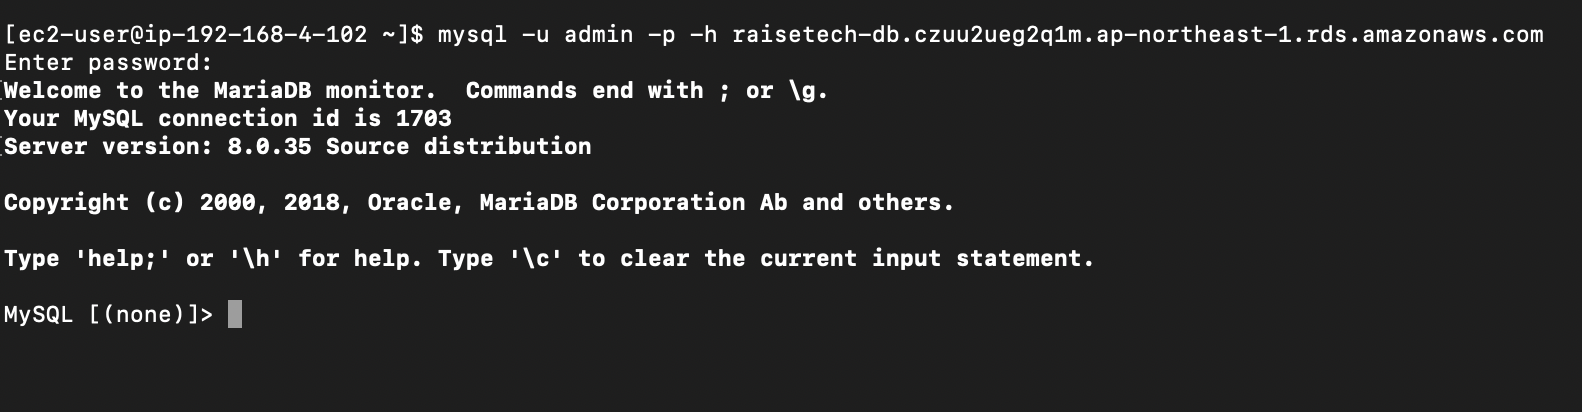 [ec2-user@ip-192-168-4-102 ~]$ mysql -u admin -p -h raisetech-db.czuu2ueg2q1m.ap-northeast-1.rds.amazonaws.com
Enter password:
Welcome to the MariaDB monitor.  Commands end with ; or \g.
Your MySQL connection id is 1703
Server version: 8.0.35 Source distribution

Copyright (c) 2000, 2018, Oracle, MariaDB Corporation Ab and others.

Type 'help;' or '\h' for help. Type '\c' to clear the current input statement.

MySQL [(none)]>